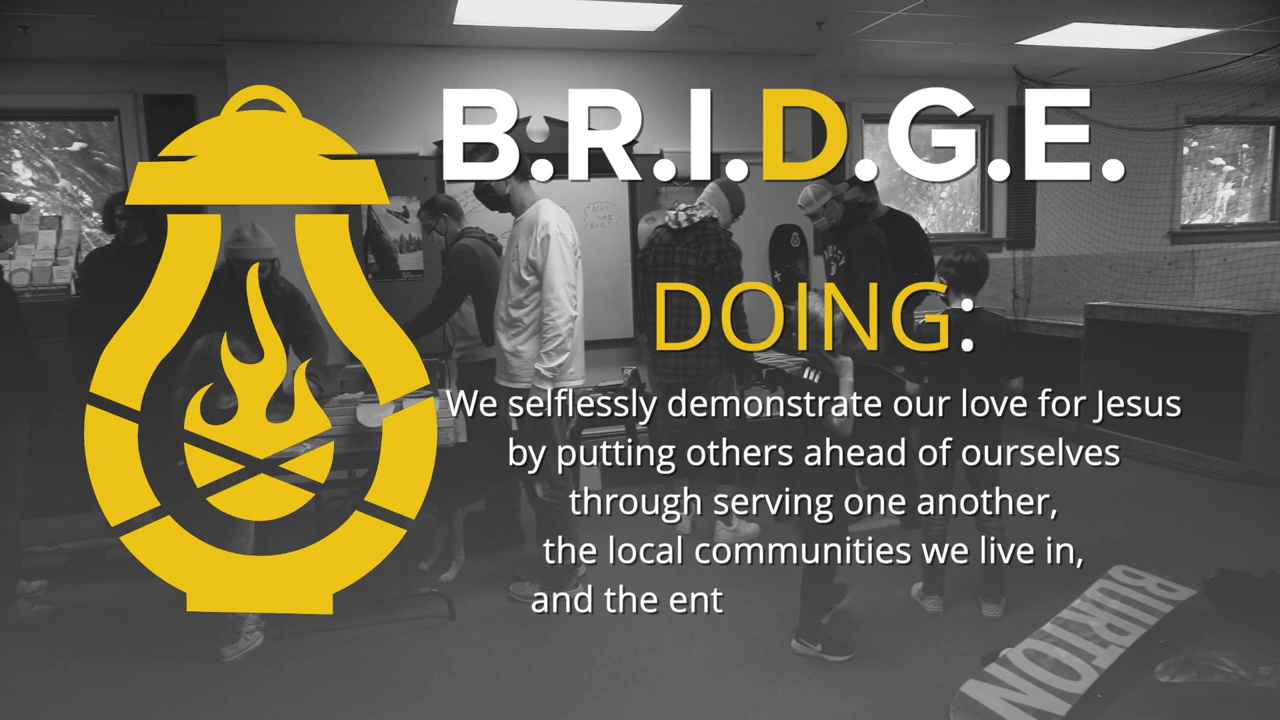 B.R.I.D.G.E.
DOING:
We selflessly demonstrate our love for Jesus
by putting others ahead of ourselves
through serving one another,
the local communities we live in,
and the ent
BURTON